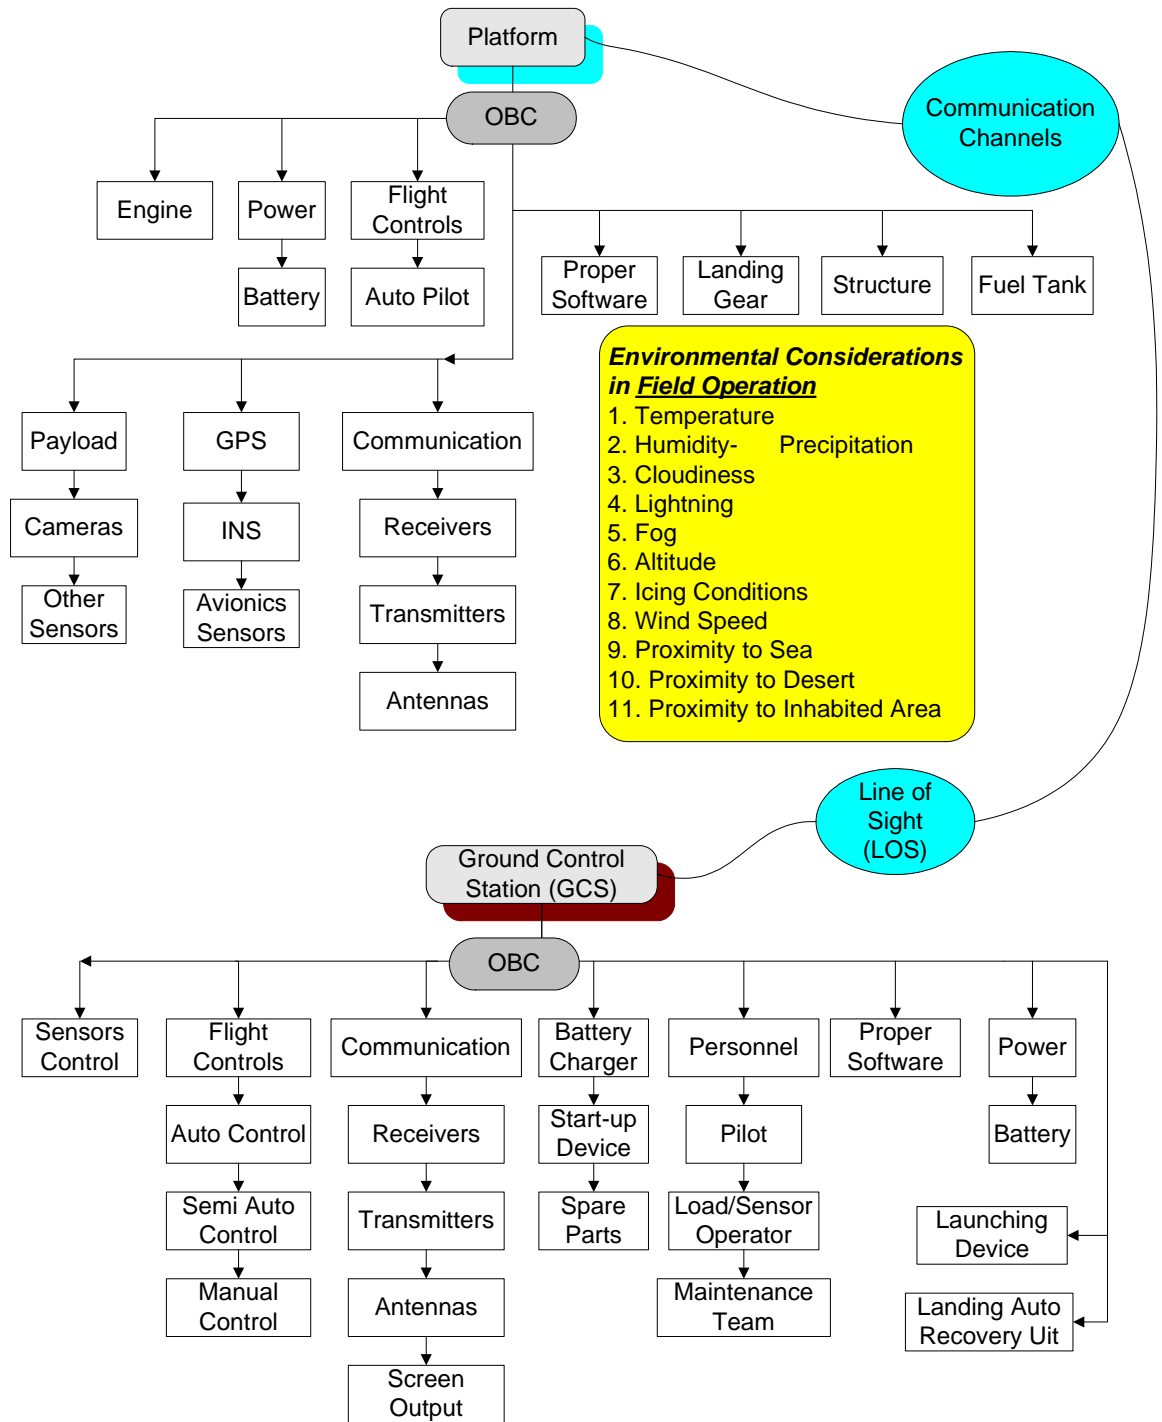 Platform
OBC
Communication
Channels
Engine
Power
Flight
Controls
Battery
Auto Pilot
Proper
Software
Landing
Gear
Structure
Fuel Tank
Environmental Considerations
in Field Operation
1. Temperature
2. Humidity- Precipitation
3. Cloudiness
4. Lightning
5. Fog
6. Altitude
7. Icing Conditions
8. Wind Speed
9. Proximity to Sea
10. Proximity to Desert
11. Proximity to Inhabited Area
Payload
GPS
Communication
Cameras
INS
Receivers
Other
Sensors
Avionics
Sensors
Transmitters
Antennas
Line of
Sight
(LOS)
Ground Control
Station (GCS)
OBC
Sensors
Control
Flight
Controls
Communication
Battery
Charger
Personnel
Proper
Software
Power
Auto Control
Receivers
Start-up
Device
Pilot
Battery
Semi Auto
Control
Transmitters
Spare
Parts
Load/Sensor
Operator
Launching
Device
Manual
Control
Antennas
Maintenance
Team
Landing Auto
Recovery Uit
Screen
Output